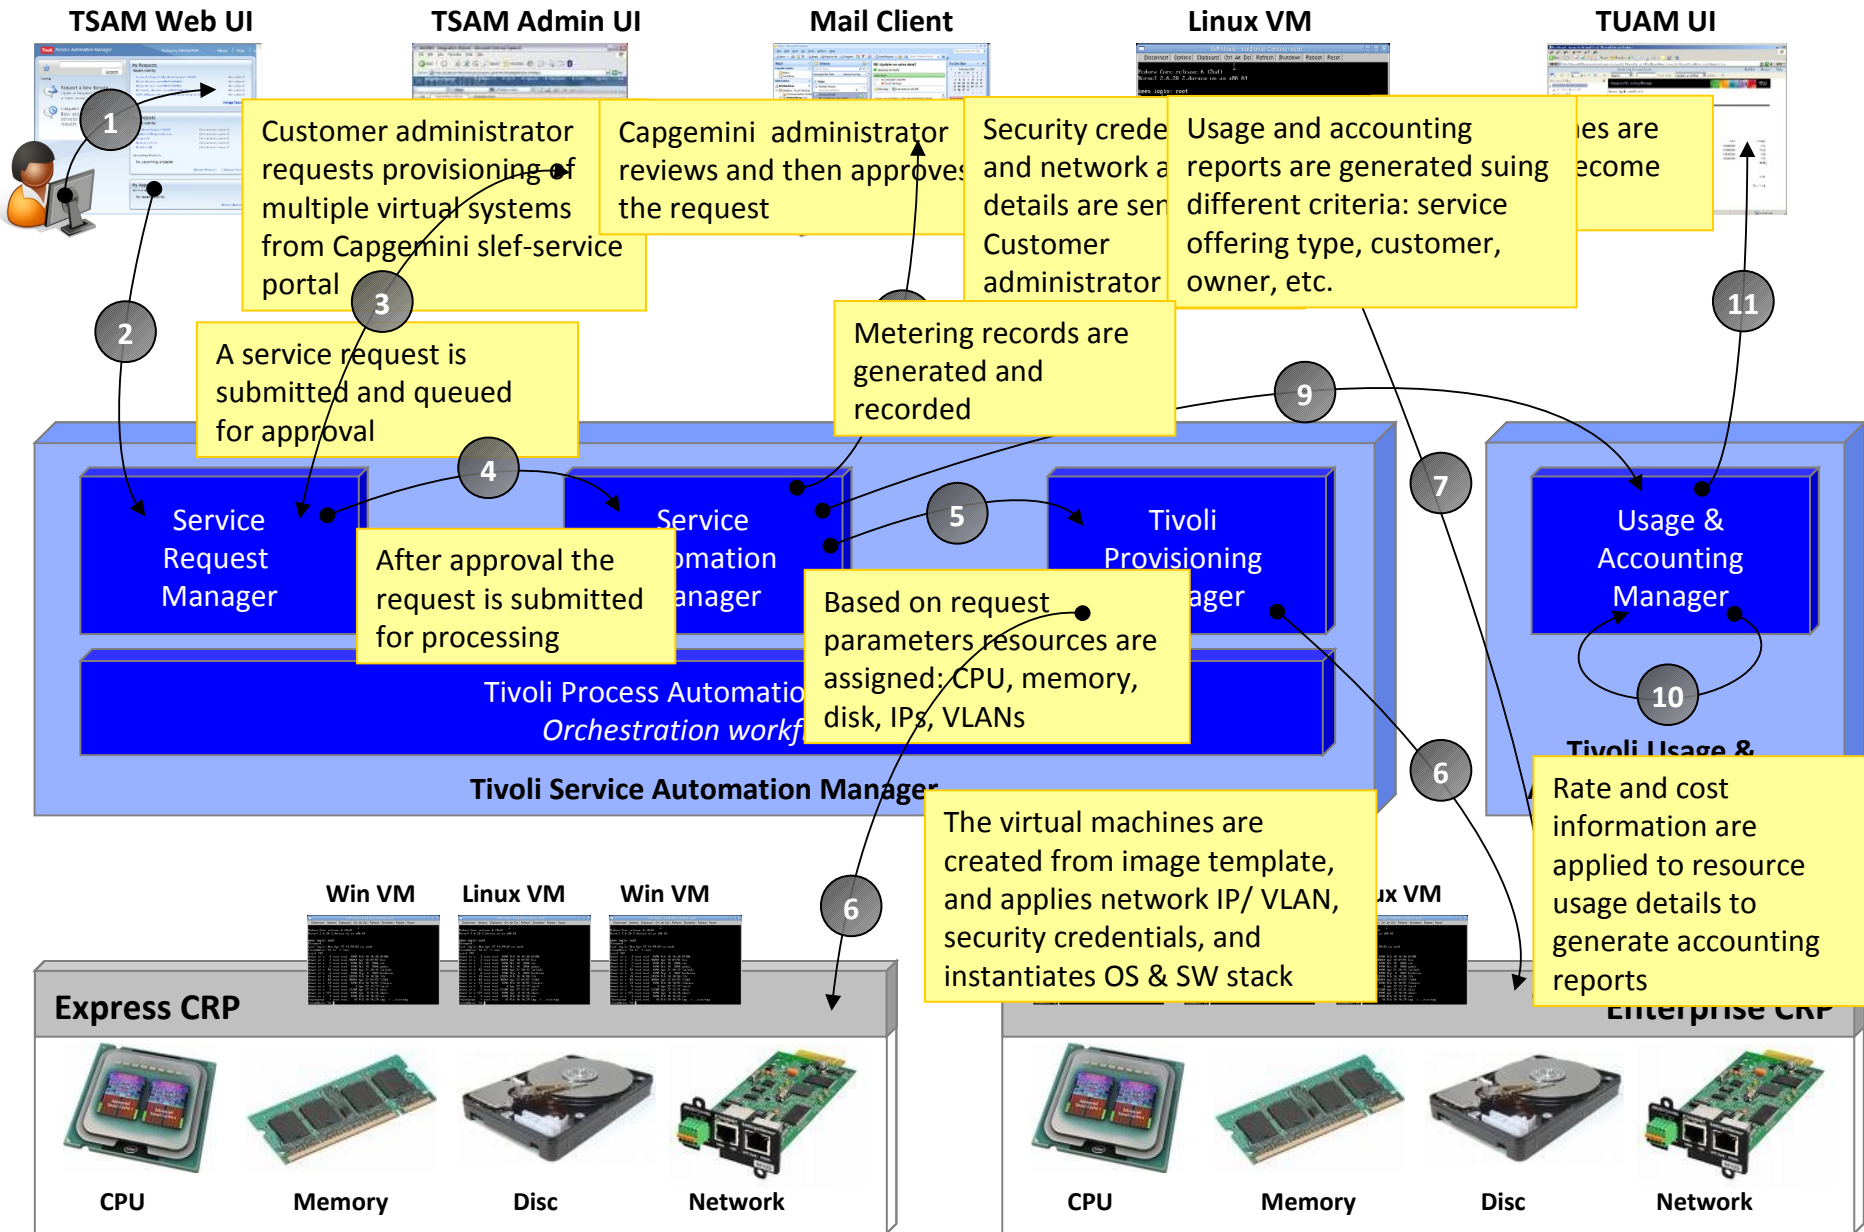 TSAM Web UI
TSAM Admin UI
Mail Client
Linux VM
TUAM UI
1
Customer administrator
requests provisioning of
multiple virtual systems
from Capgemini slef-service
portal
Capgemini administrator
reviews and then approves
the request
Security crede
and network a
details are sen
Customer
administrator
Usage and accounting
reports are generated suing
different criteria: service
offering type, customer,
owner, etc.
nes are
ecome
2
3
11
A service request is
submitted and queued
for approval
Metering records are
generated and
recorded
9
4
7
5
Service
Request
Manager
Service
omation
anager
Tivoli
Provisioning
ager
Usage &
Accounting
Manager
After approval the
request is submitted
for processing
Based on request
parameters resources are
assigned: CPU, memory,
disk, IPs, VLANs
10
Tivoli Process Automatio
Orchestration workf
Tivoli Service Automation Manager
6
Tivoli Usage &
Rate and cost
information are
applied to resource
usage details to
generate accounting
reports
The virtual machines are
created from image template,
and applies network IP/ VLAN,
security credentials, and
instantiates OS & SW stack
Win VM
Linux VM
Win VM
6
ux VM
Express CRP
Enterprise CRP
CPU
Memory
Disc
Network
CPU
Memory
Disc
Network